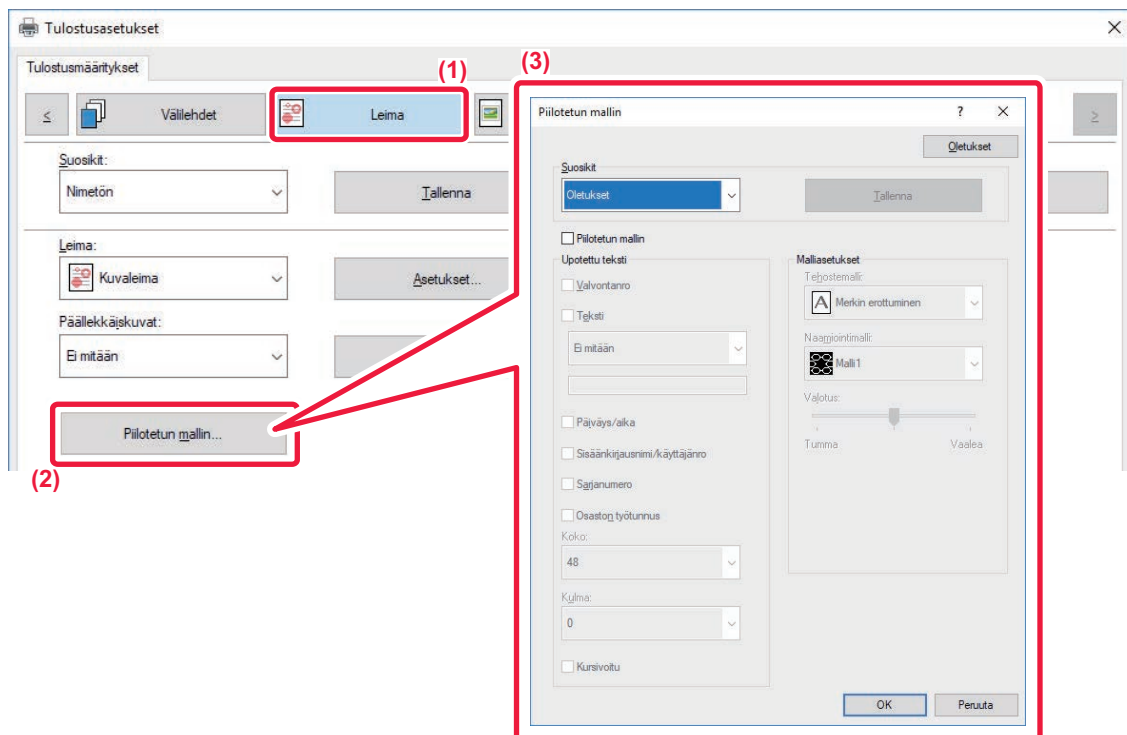 Tulostusasetukset
Tulostusmääritykset
(1)
(3)
≤
Välilehdet
Leima
≥
Suosikit:
Nimetön
Tallenna
Leima:
Kuvaleima
Asetukset...
Päällekkäiskuvat:
Ei mitään
Piilotetun mallin...
(2)
Piilotetun mallin
?
Oletukset
Suosikit
Oletukset
Tallenna
Piilotetun mallin
Upotettu teksti
Valvontanro
Teksti
Ei mitään
Päiväys/aika
Sisäänkirjausnimi/käyttäjänro
Sarjanumero
Osaston työtunnus
Koko:
48
Kulma:
0
Kursivoitu
Malliasetukset
Tehostemalli:
A Merkin erottuminen
Naamiointimalli:
Malli1
Valotus:
Tumma Vaalea
OK Peruuta